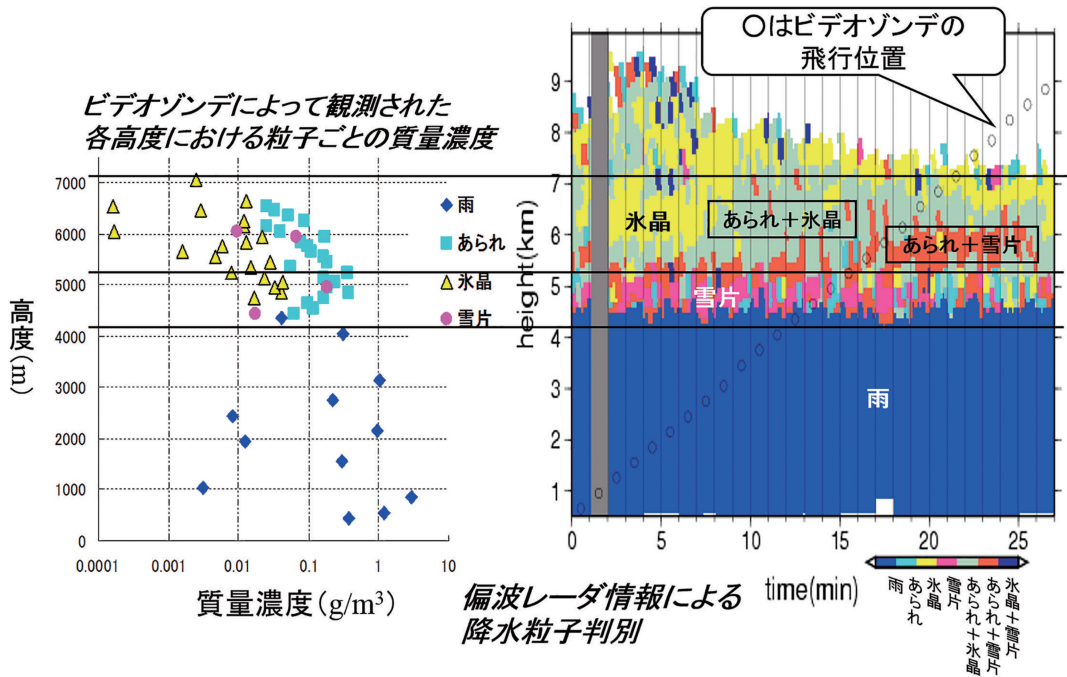 ビデオゾンデによって観測された
各高度における粒子ごとの質量濃度
7000
6000
5000
4000
3000
2000
1000
0
高度(m)
0.0001
0.001
0.01
0.1
1
10
質量濃度(g/m³)
雨
あられ
氷晶
雪片
〇はビデオゾンデの
飛行位置
9
8
7
6
5
4
3
2
1
height(km)
氷晶
あられ+氷晶
あられ+雪片
雪片
雨
0
5
10
15
20
25
time(min)
雨
あられ
氷晶
雪片
あられ+氷晶
あられ+雪片
氷晶+雪片
偏波レーダ情報による
降水粒子判別